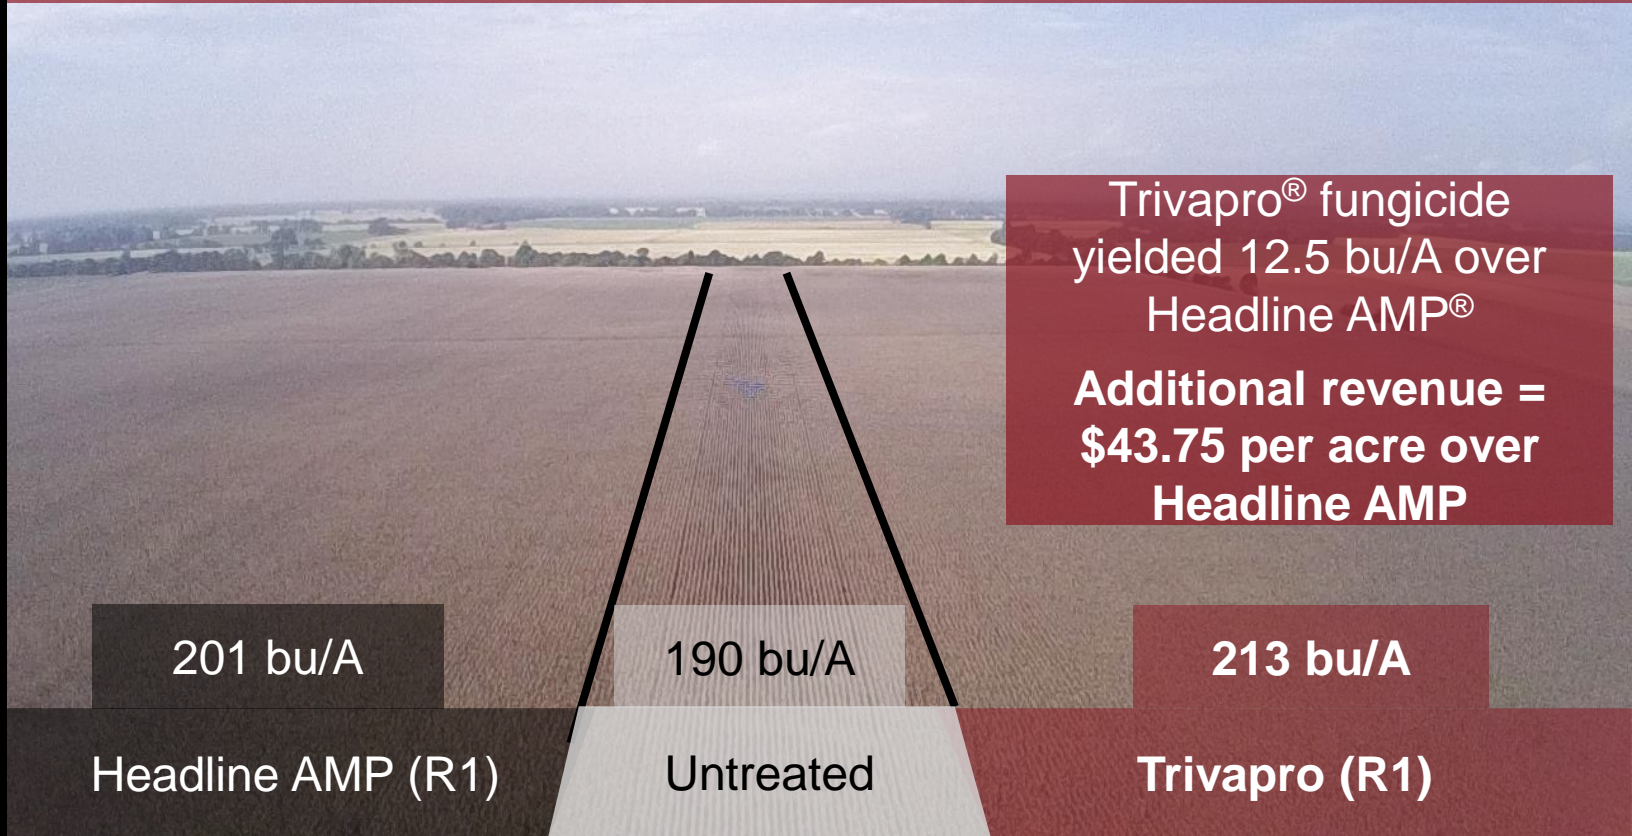 Trivapro® fungicide
yielded 12.5 bu/A over
Headline AMP®
Additional revenue =
$43.75 per acre over
Headline AMP
201 bu/A
190 bu/A
213 bu/A
Headline AMP (R1)
Untreated
Trivapro (R1)